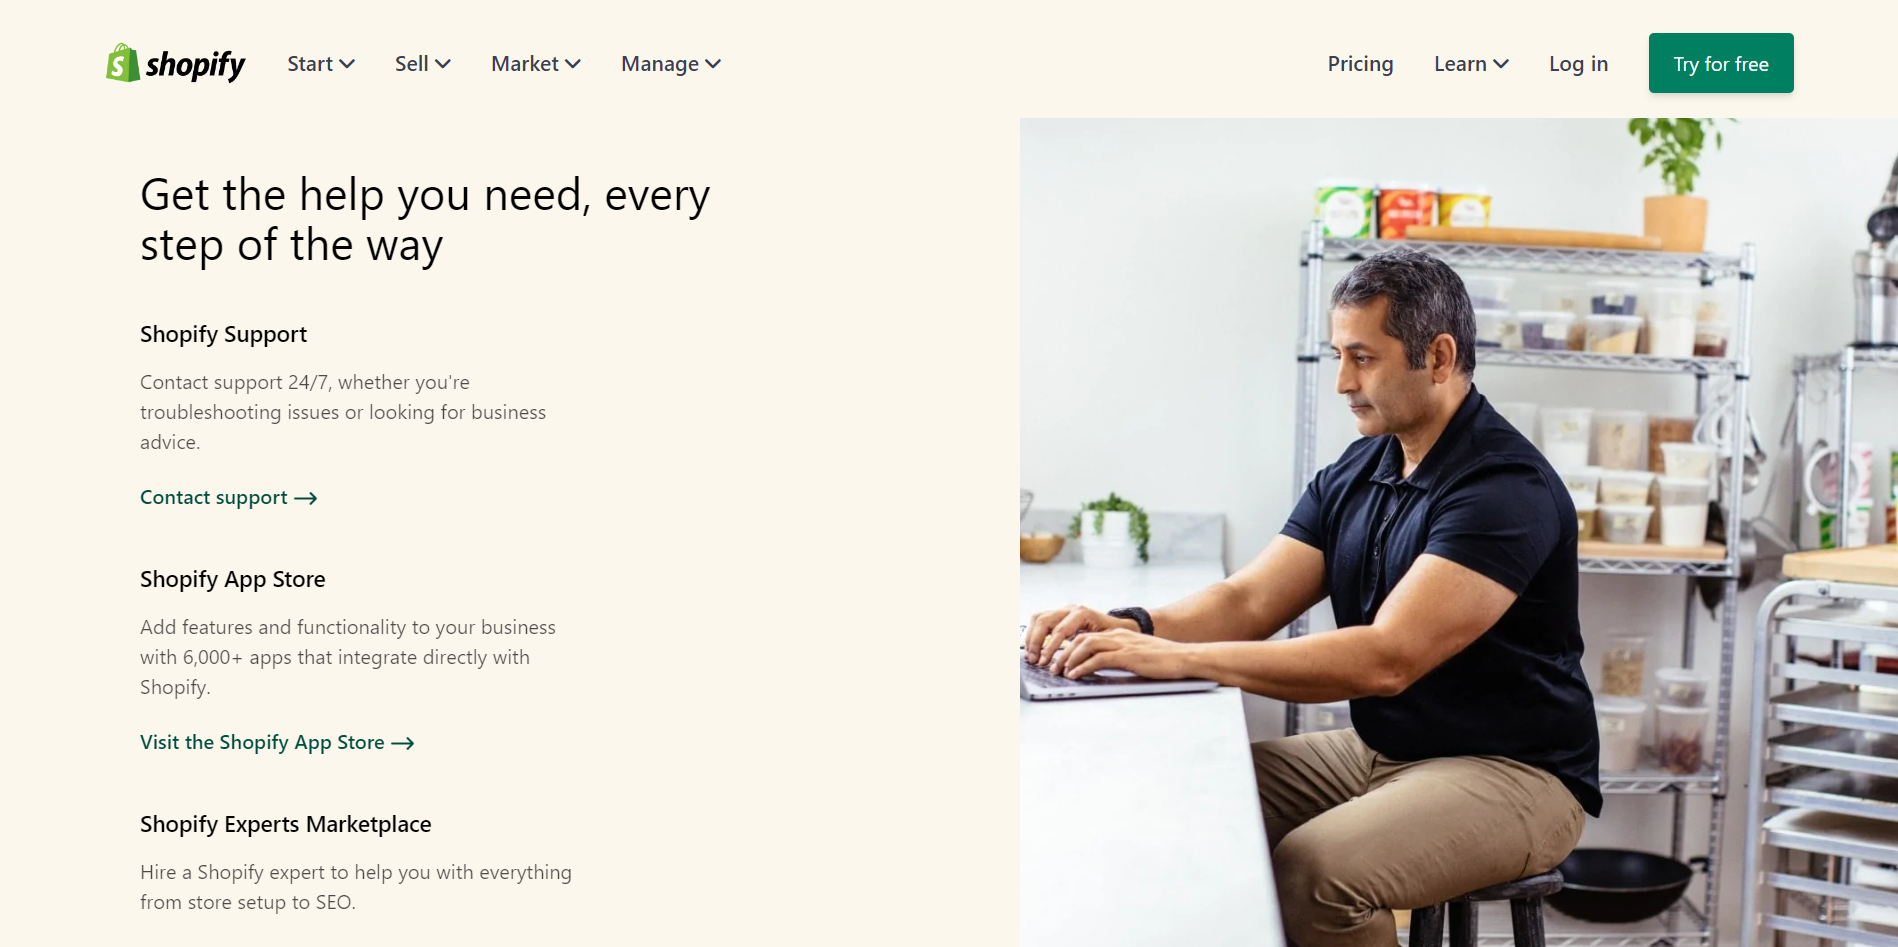 shopify
Start
Sell
Market
Manage
Pricing
Learn
Log in
Try for free
Get the help you need, every
step of the way
Shopify Support
Contact support 24/7, whether you're
troubleshooting issues or looking for business
advice.
Contact support
Shopify App Store
Add features and functionality to your business
with 6,000+ apps that integrate directly with
Shopify.
Visit the Shopify App Store
Shopify Experts Marketplace
Hire a Shopify expert to help you with everything
from store setup to SEO.